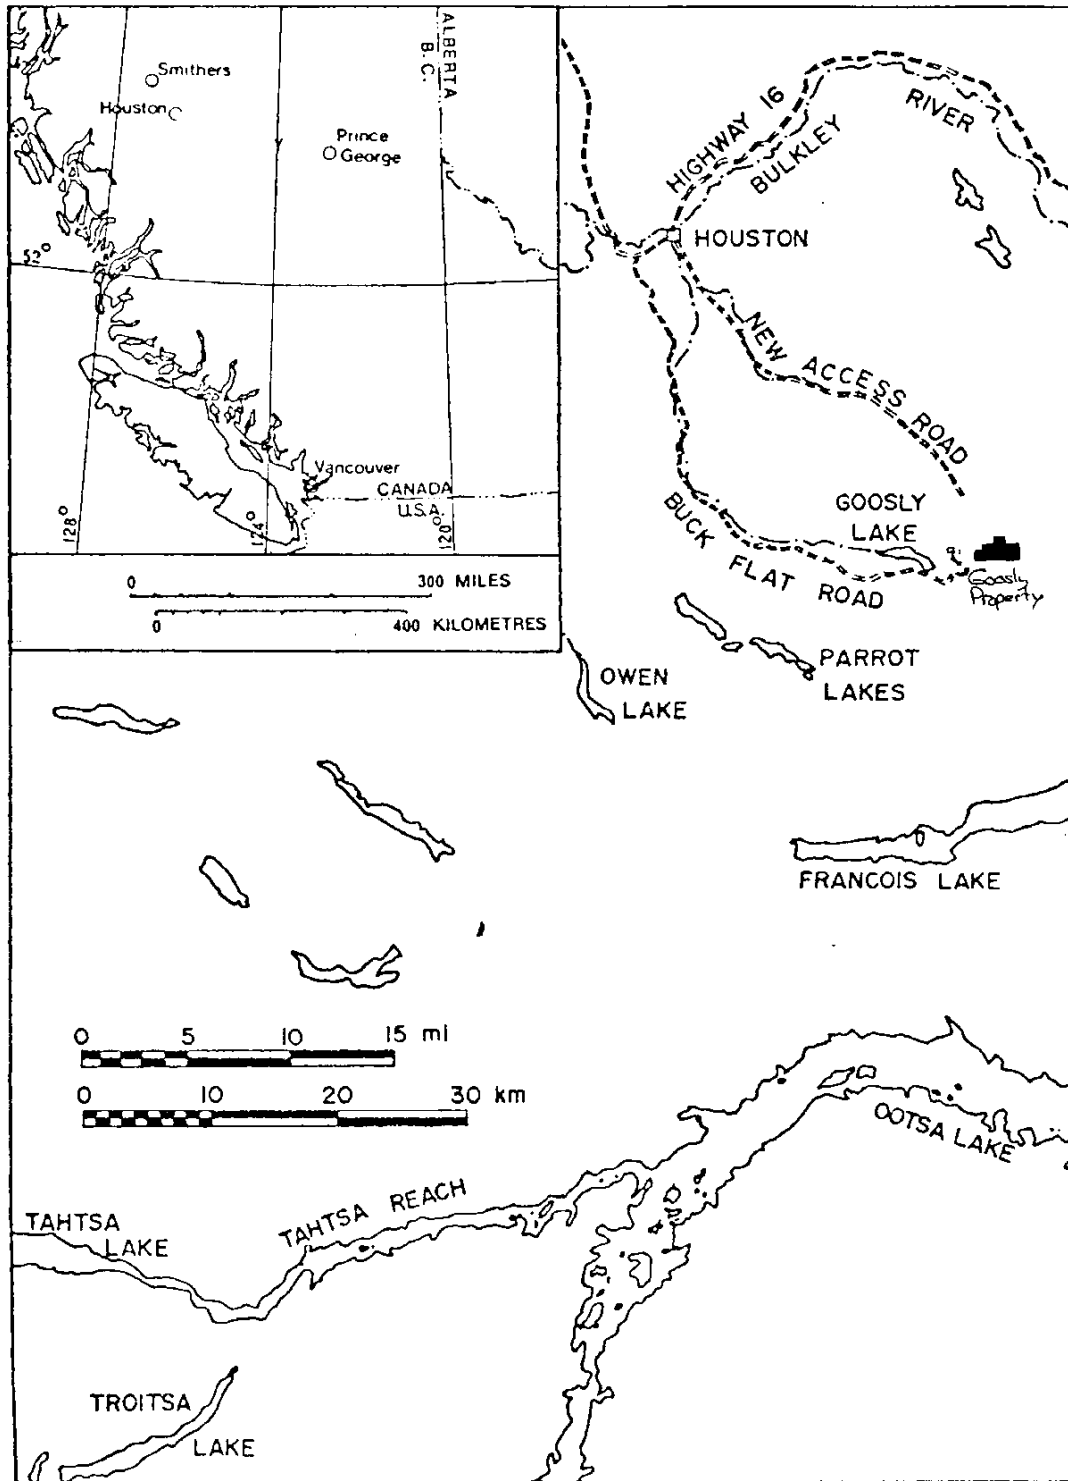 ALBERTA
B.C.
Smithers
Houston
Prince
George
52°
Vancouver
CANADA
U.S.A.
128°
124°
120°
0 300 MILES
0 400 KILOMETRES
HIGHWAY 16
BULKLEY
RIVER
HOUSTON
NEW ACCESS ROAD
GOOSLY
LAKE
BUCK FLAT ROAD
Goosly
Property
PARROT
LAKES
OWEN
LAKE
FRANCOIS LAKE
0 5 10 15 mi
0 10 20 30 km
OOTSA LAKE
TAHTSA REACH
TAHTSA
LAKE
TROITSA
LAKE